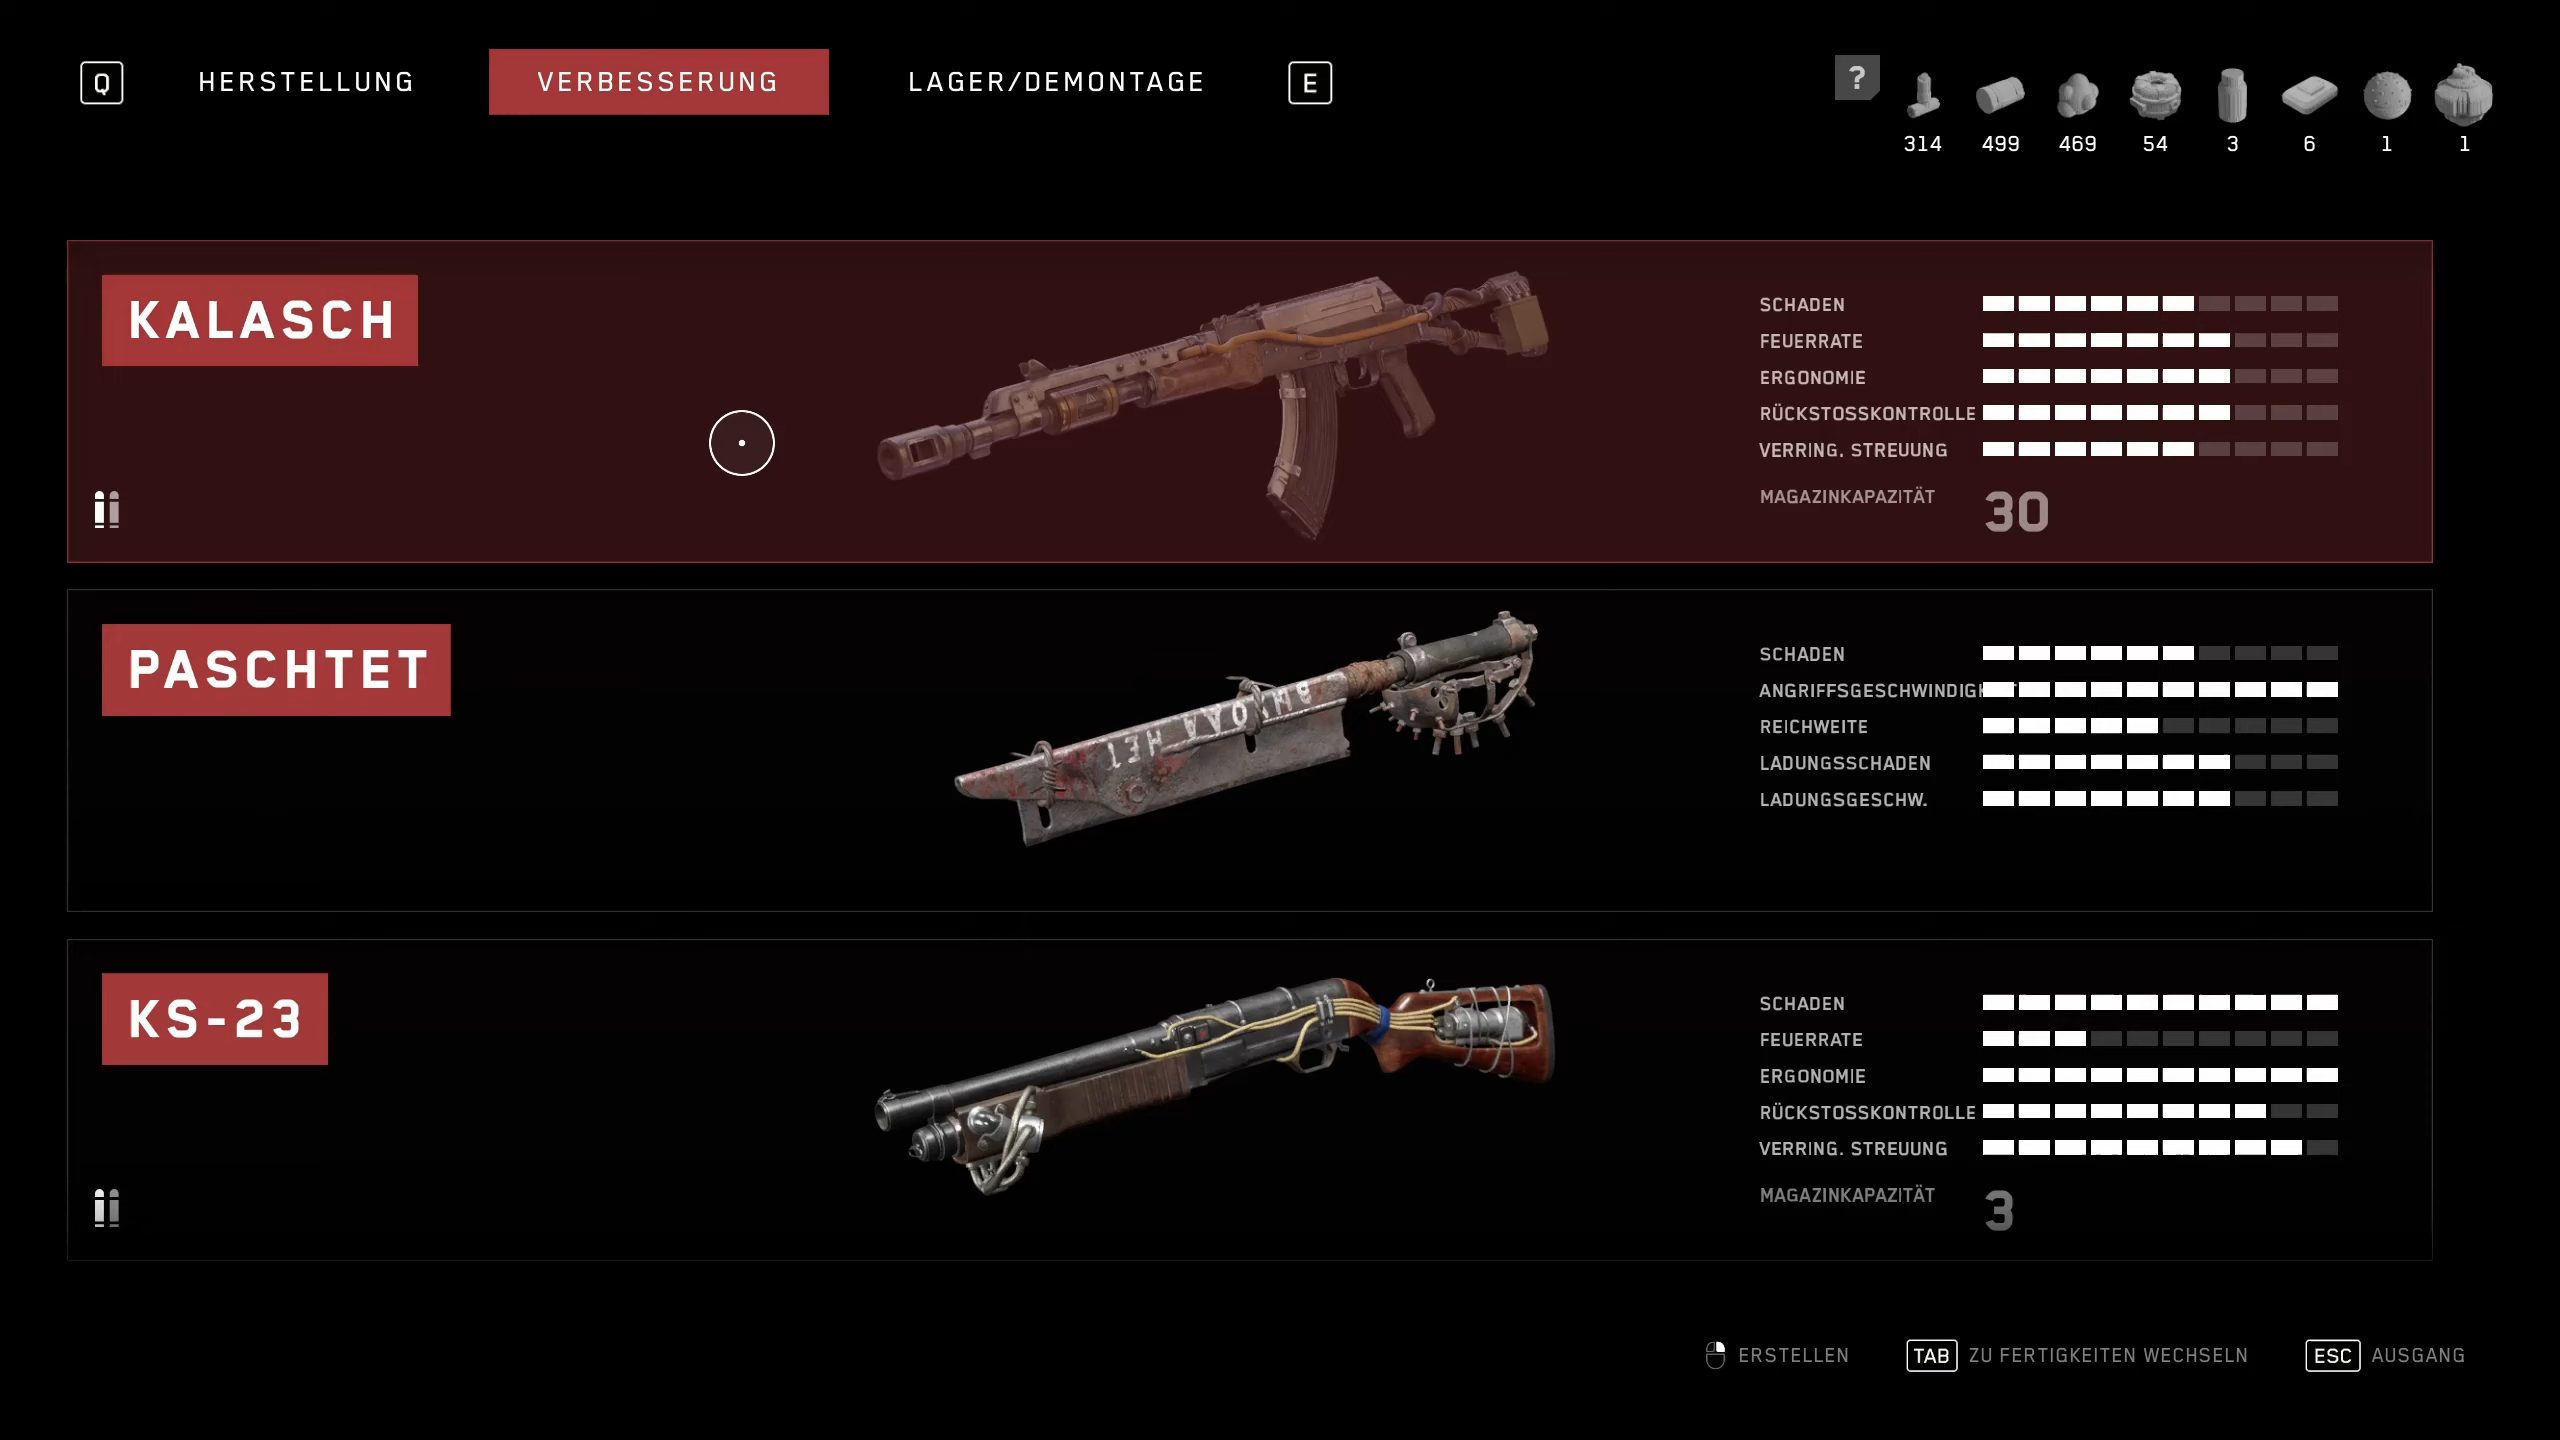 Q HERSTELLUNG VERBESSERUNG LAGER/DEMONTAGE E
?
314 499 469 54 3 6 1 1
KALASCH
SCHADEN
FEUERRATE
ERGONOMIE
RÜCKSTOSSKONTROLLE
VERRING. STREUUNG
MAGAZINKAPAZITÄT 30
PASCHTET
SCHADEN
REICHWEITE
LADUNGSSCHADEN
LADUNGSGESCHW.
KS-23
SCHADEN
FEUERRATE
ERGONOMIE
RÜCKSTOSSKONTROLLE
VERRING. STREUUNG
MAGAZINKAPAZITÄT 3
ERSTELLEN TAB ZU FERTIGKEITEN WECHSELN ESC AUSGANG